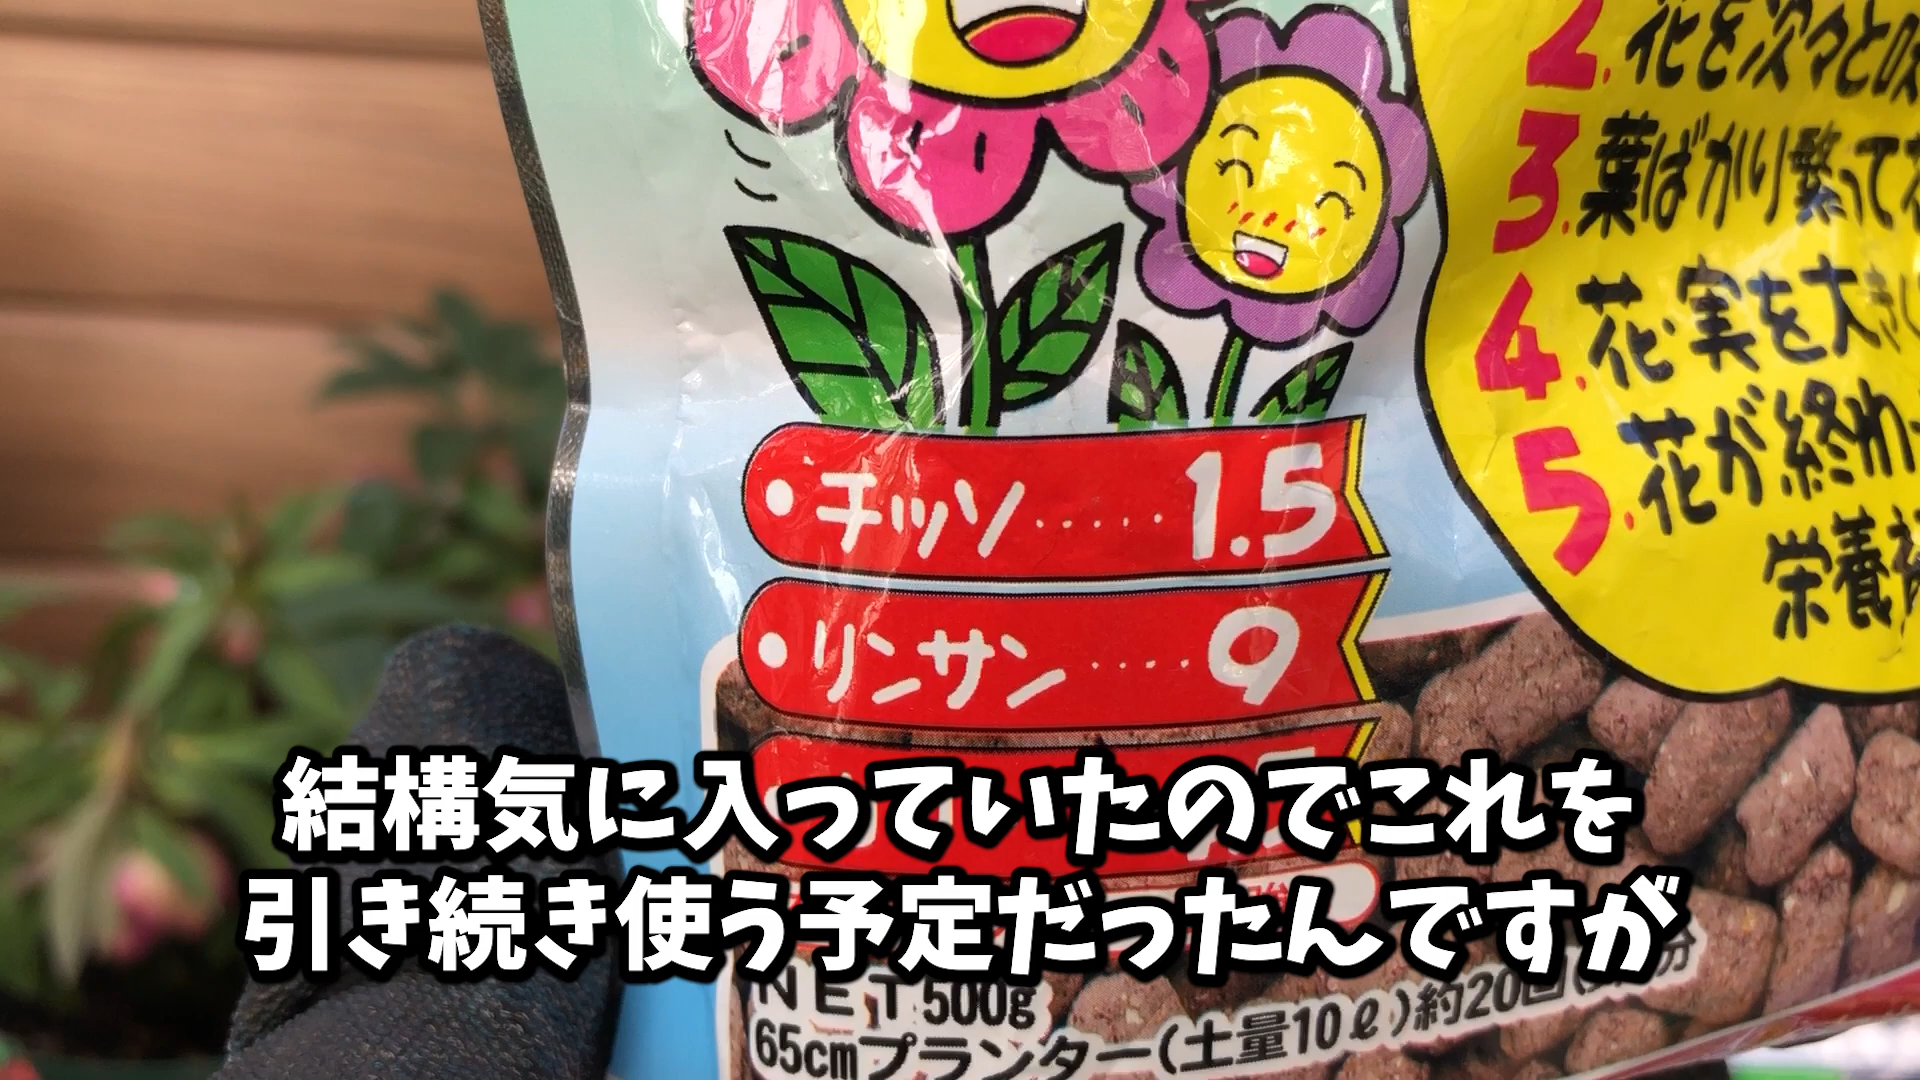 2. 花を次々と咲
3. 葉ばかり繁って
4. 花・実を大きく
5. 花が終わっ
栄養補
・チッソ・・・・・1.5
・リンサン・・・・9
結構気に入っていたのでこれを
引き続き使う予定だったんですが
NET 500g
65cmプランター(土量10ℓ)約20回